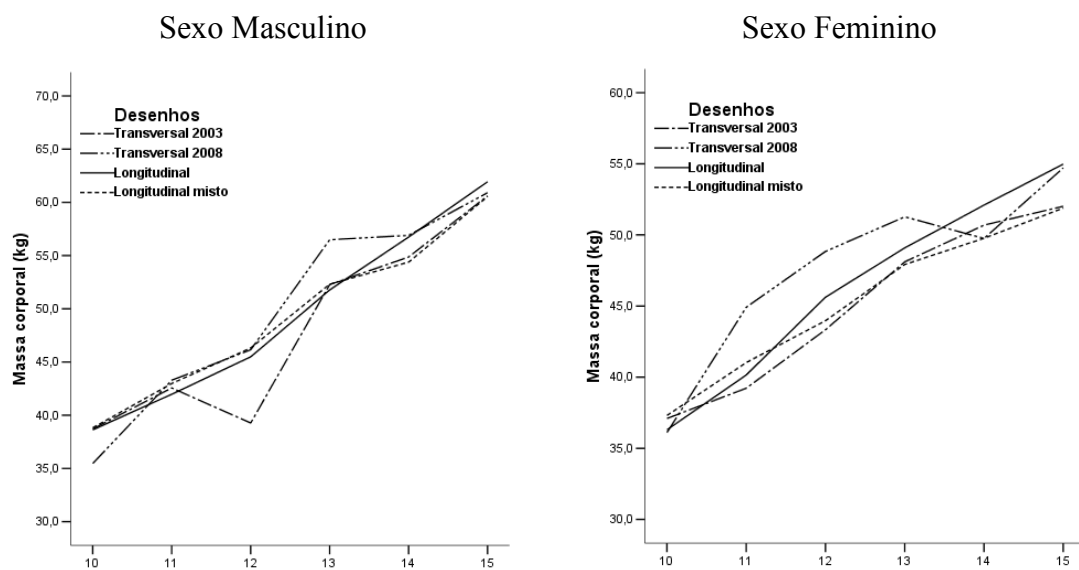 Sexo Masculino
Massa corporal (kg)
70,0
65,0
60,0
55,0
50,0
45,0
40,0
35,0
30,0
Desenhos
Transversal 2003
Transversal 2008
Longitudinal
Longitudinal misto
10 11 12 13 14 15
Sexo Feminino
Massa corporal (kg)
60,0
55,0
50,0
45,0
40,0
35,0
30,0
Desenhos
Transversal 2003
Transversal 2008
Longitudinal
Longitudinal misto
10 11 12 13 14 15